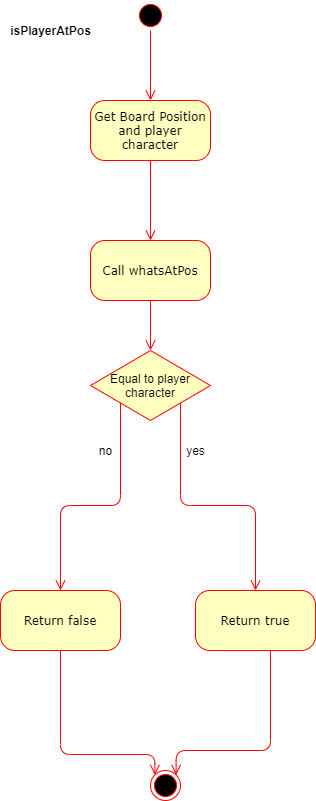 isPlayerAtPos
Get Board Position
and player
character
Call whatsAtPos
Equal to player
character
no
yes
Return false
Return true